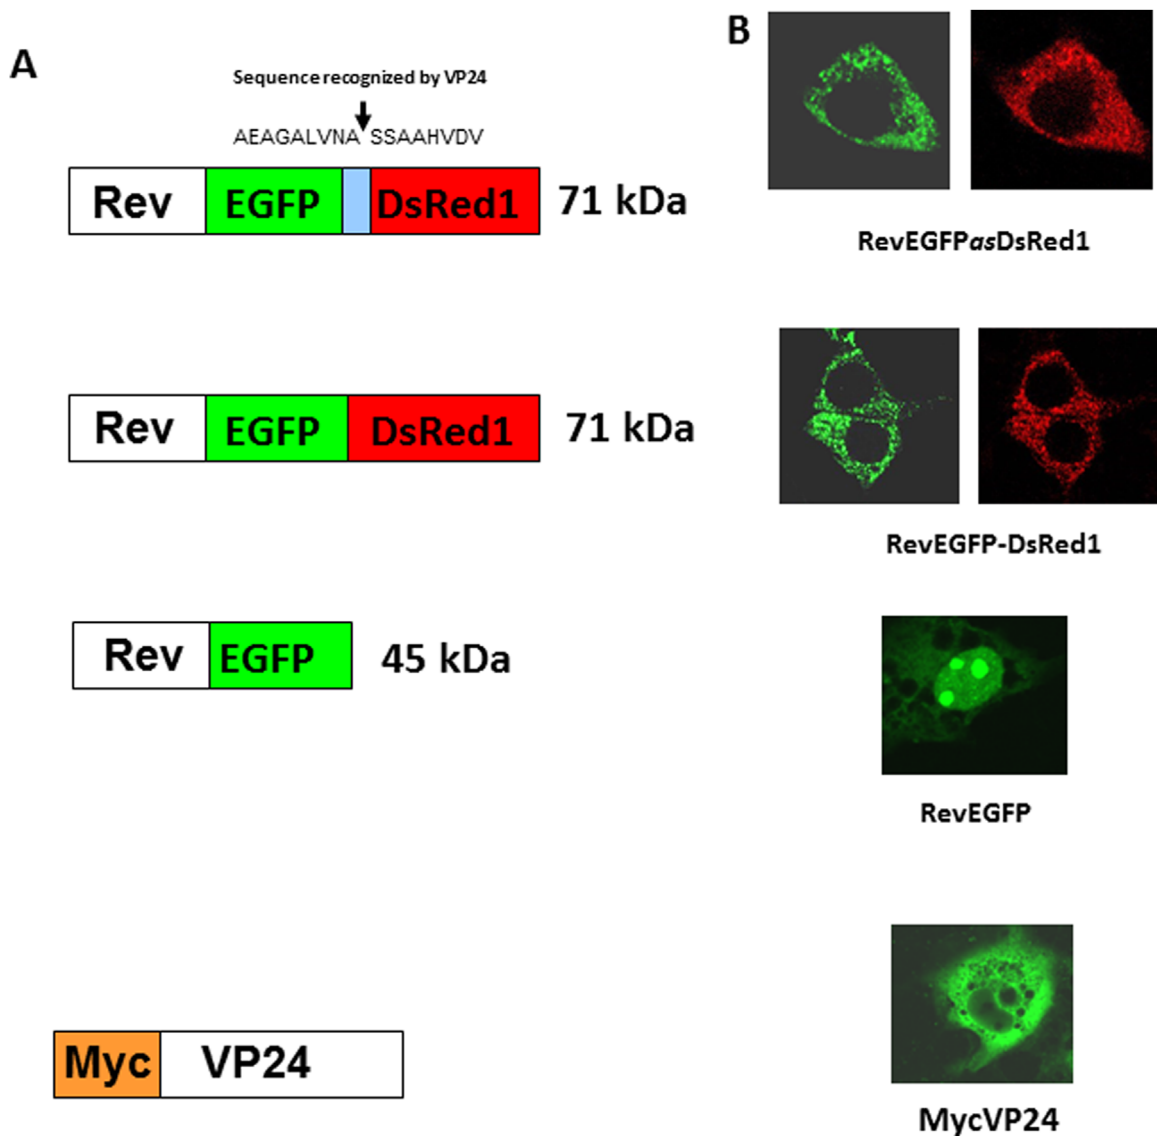 A
Sequence recognized by VP24
AEAGALVNA' SSAAHVDV
Rev EGFP DsRed1 71 kDa
Rev EGFP DsRed1 71 kDa
Rev EGFP 45 kDa
Myc VP24
B
RevEGFPasDsRed1
RevEGFP-DsRed1
RevEGFP
MycVP24